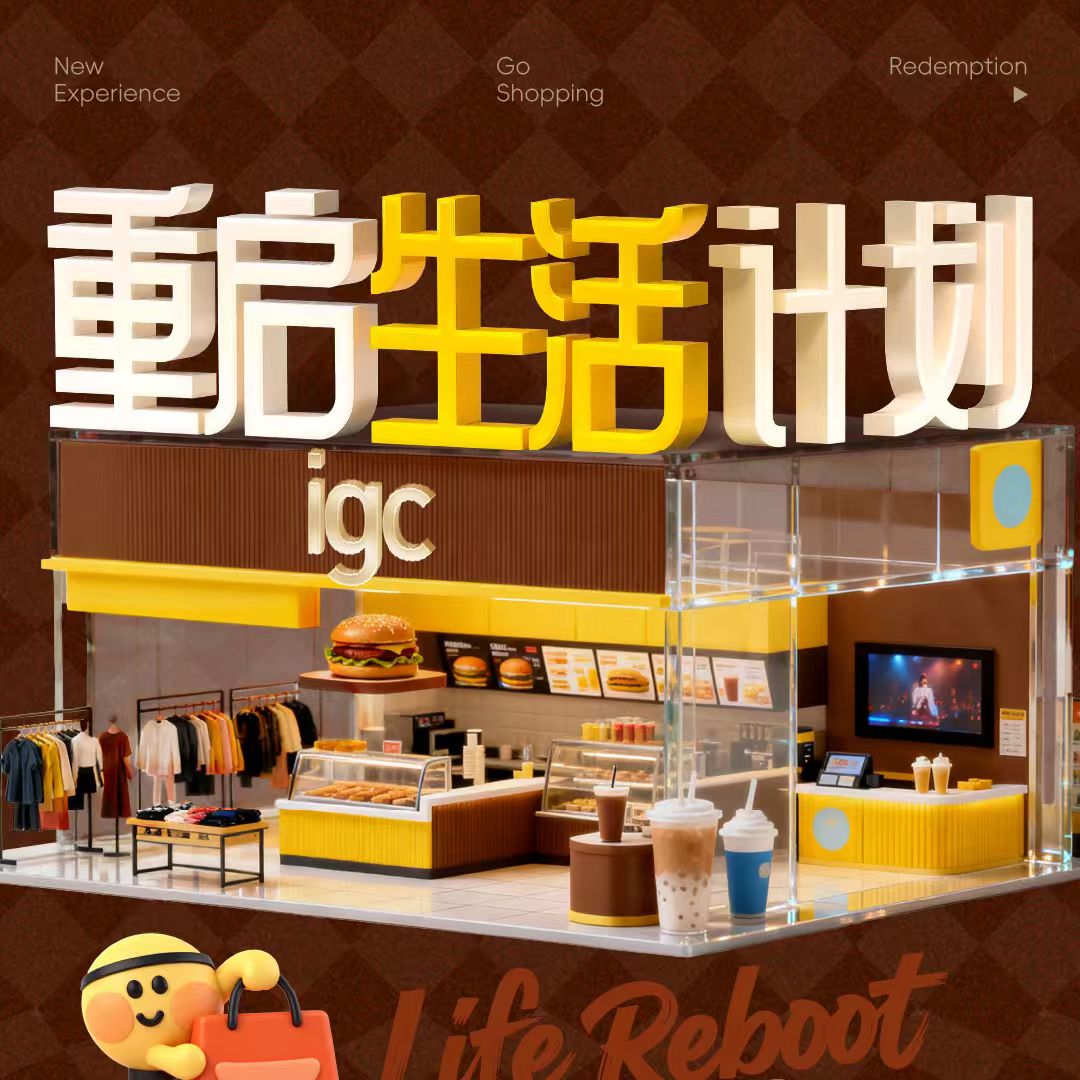 New
Experience
Go
Shopping
Redemption
重启生活计划
igc
Life Reboot